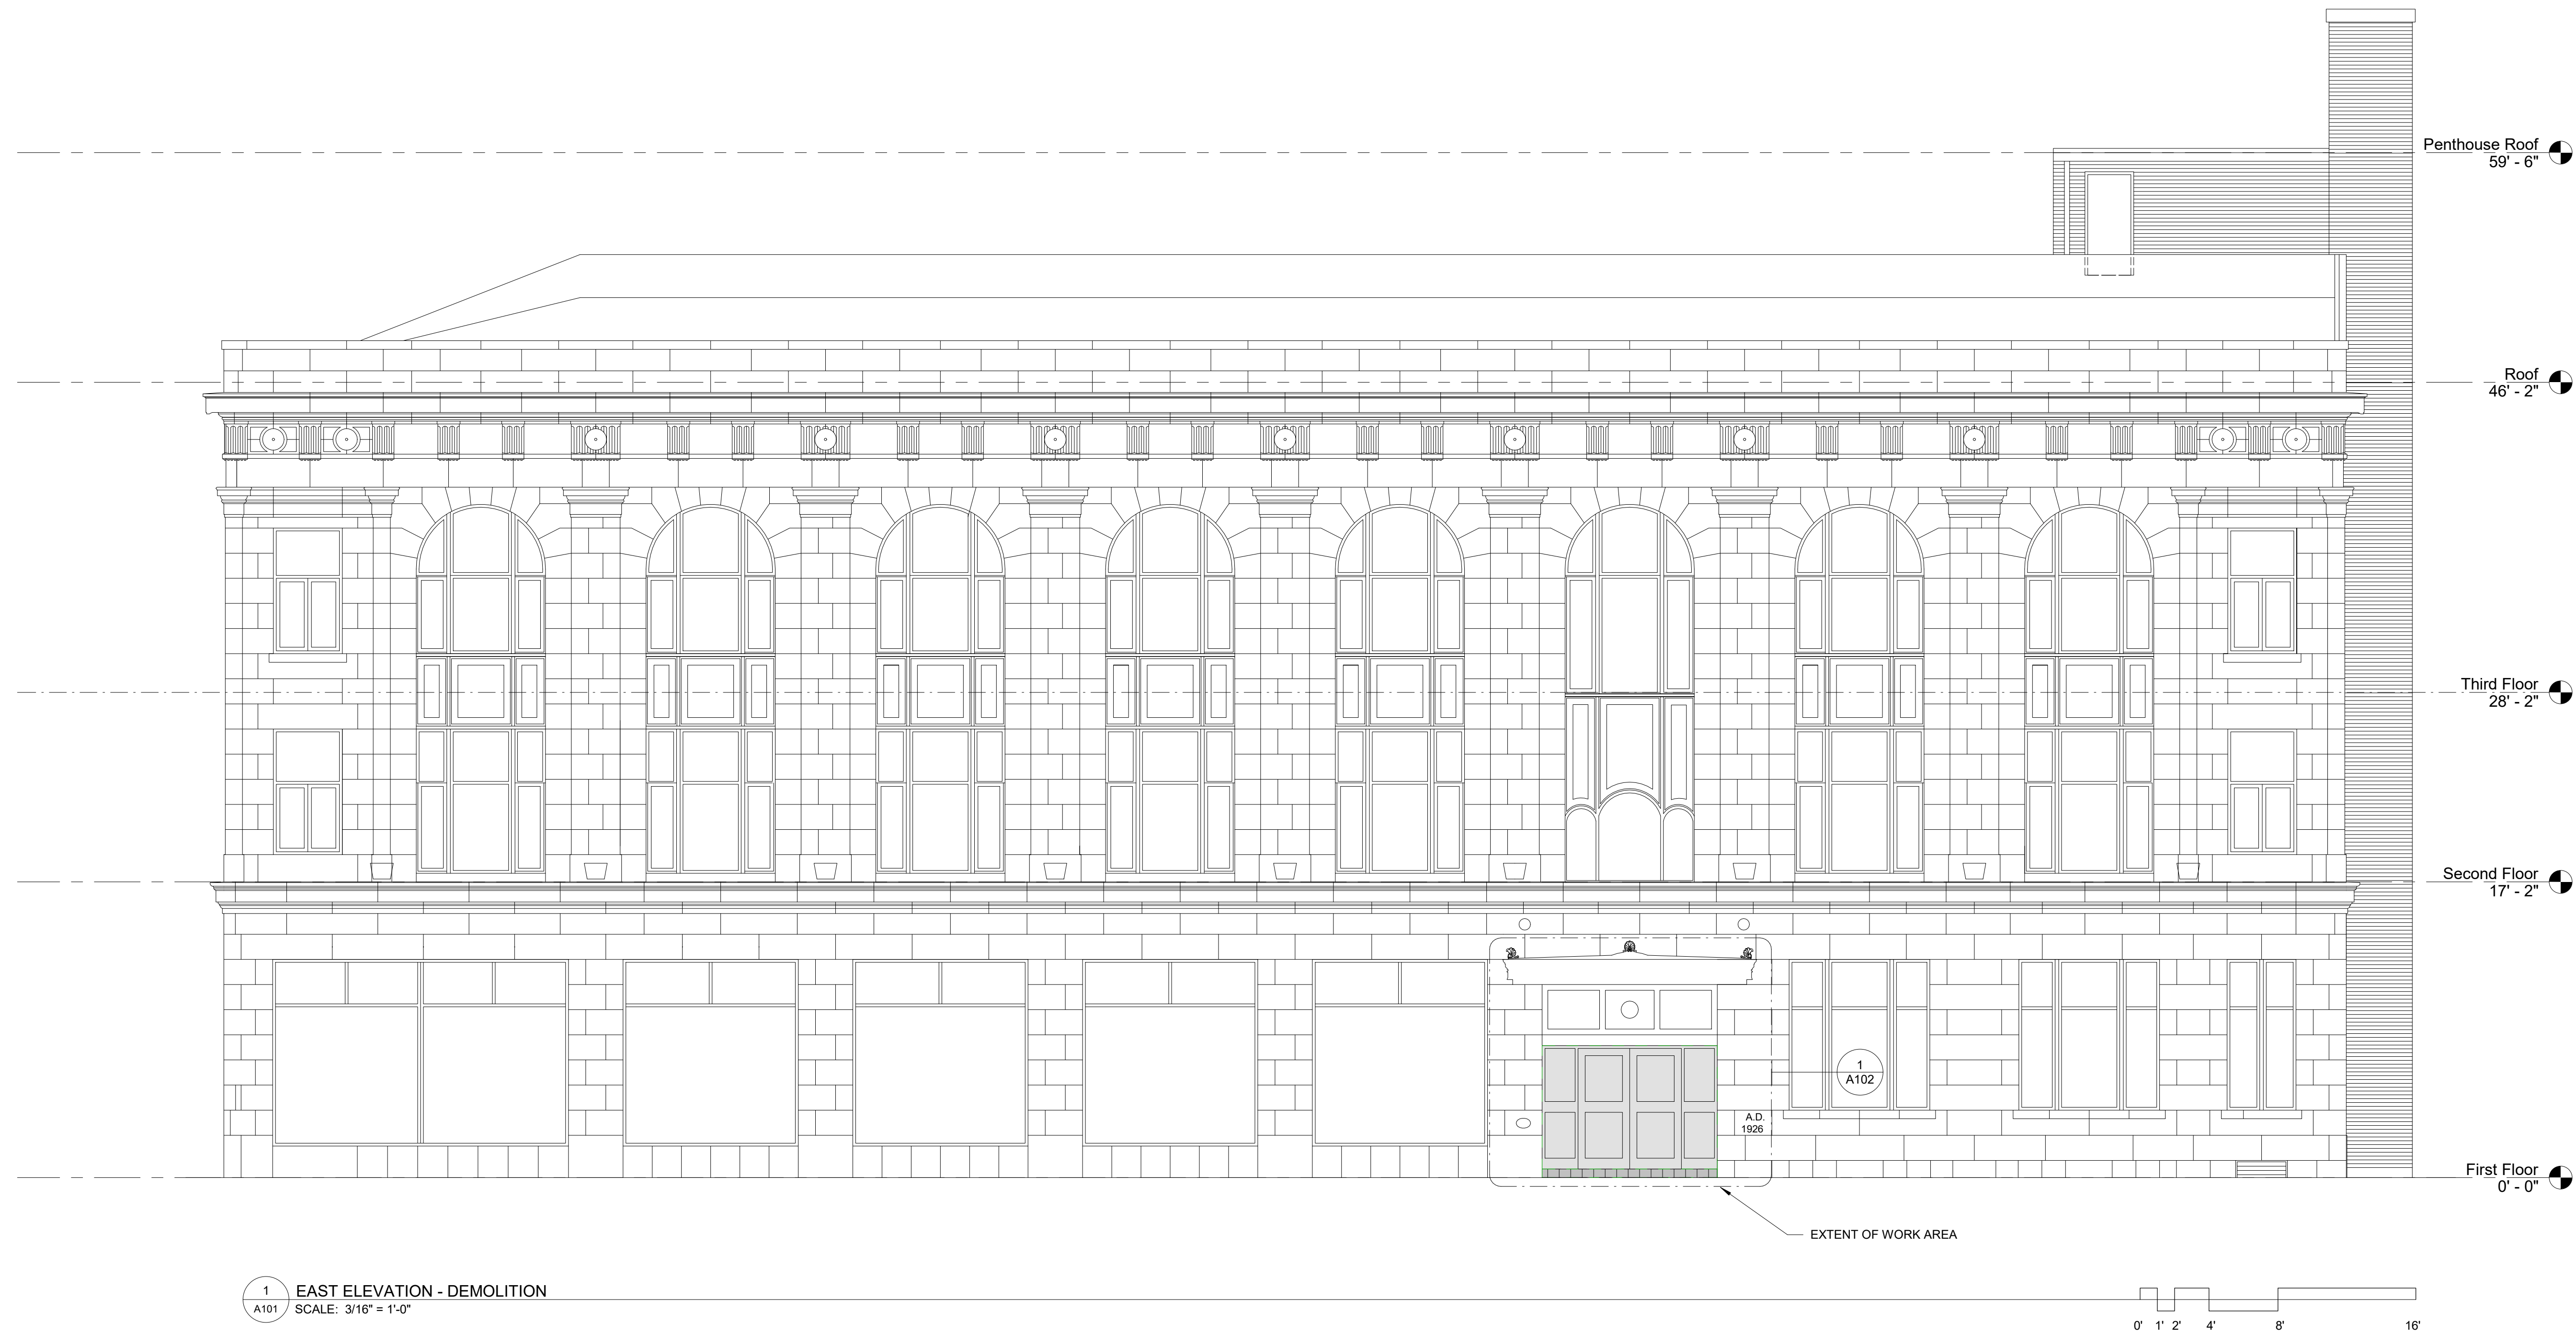 Penthouse Roof
59' - 6"
Roof
46' - 2"
Third Floor
28' - 2"
Second Floor
17' - 2"
1
A102
A.D.
1926
First Floor
0' - 0"
EXTENT OF WORK AREA
1
A101
EAST ELEVATION - DEMOLITION
SCALE: 3/16" = 1'-0"
0' 1' 2' 4' 8' 16'